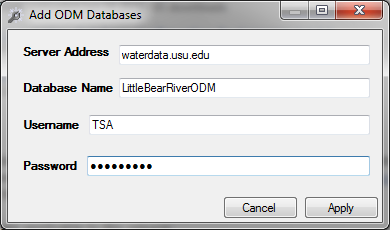 Add ODM Databases
Server Address waterdata.usu.edu
Database Name LittleBearRiverODM
Username TSA
Password •••••••••
Cancel Apply